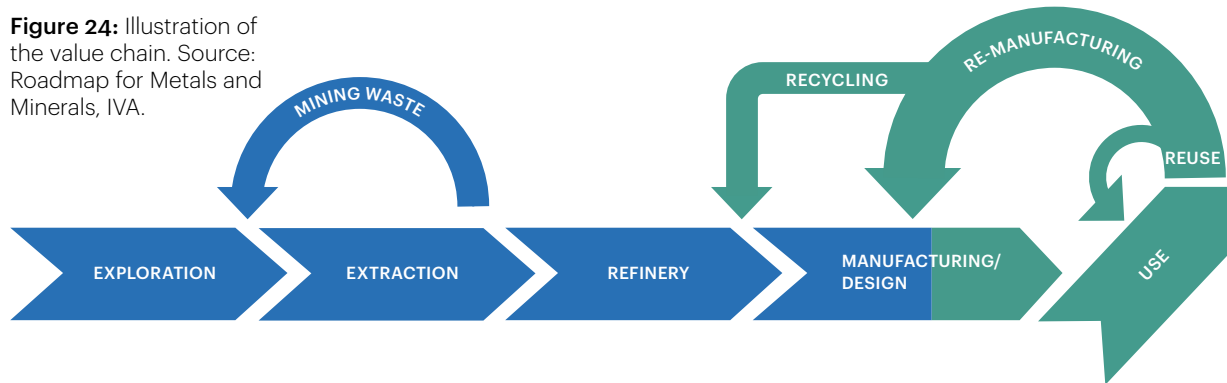 Figure 24: Illustration of
the value chain. Source:
Roadmap for Metals and
Minerals, IVA.
MINING WASTE
RECYCLING
RE-MANUFACTURING
REUSE
EXPLORATION
EXTRACTION
REFINERY
MANUFACTURING/
DESIGN
USE